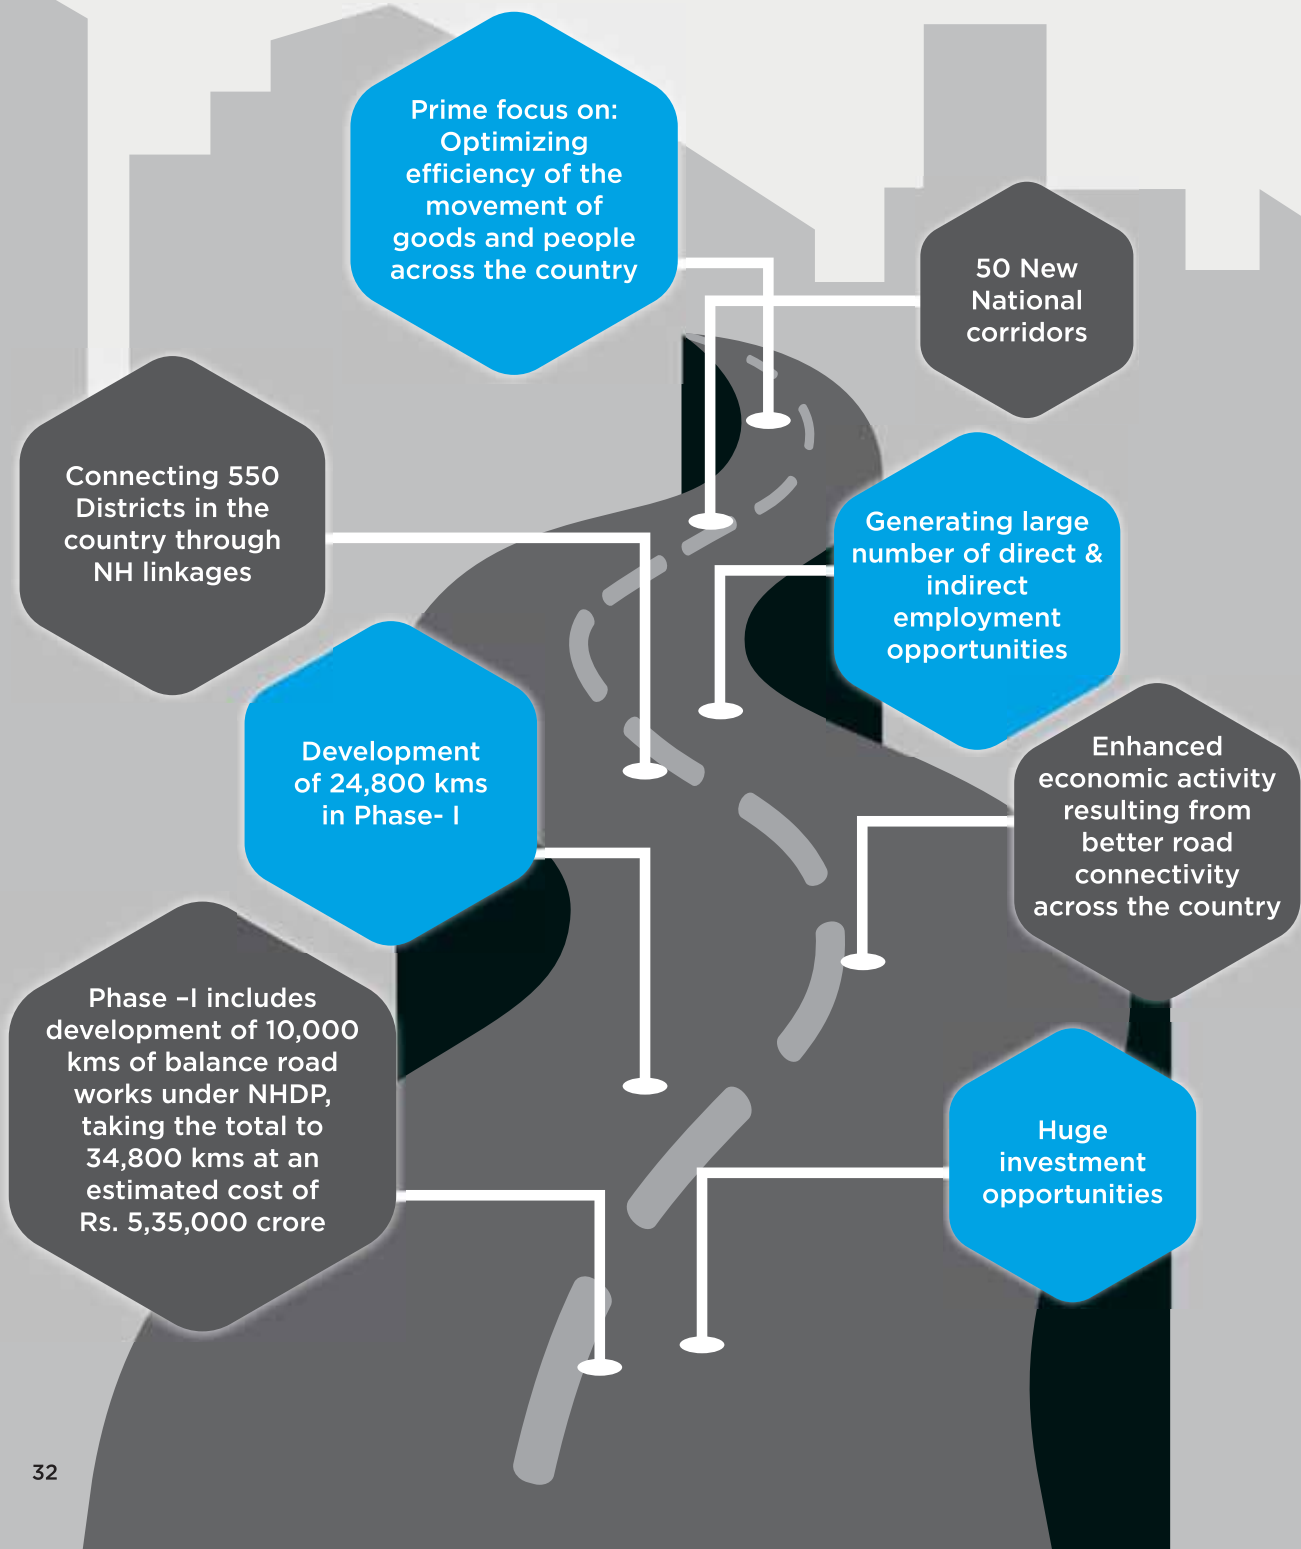 Prime focus on:
Optimizing
efficiency of the
movement of
goods and people
across the country
50 New
National
corridors
Connecting 550
Districts in the
country through
NH linkages
Generating large
number of direct &
indirect
employment
opportunities
Development
of 24,800 kms
in Phase- I
Enhanced
economic activity
resulting from
better road
connectivity
across the country
Phase –I includes
development of 10,000
kms of balance road
works under NHDP,
taking the total to
34,800 kms at an
estimated cost of
Rs. 5,35,000 crore
Huge
investment
opportunities
32